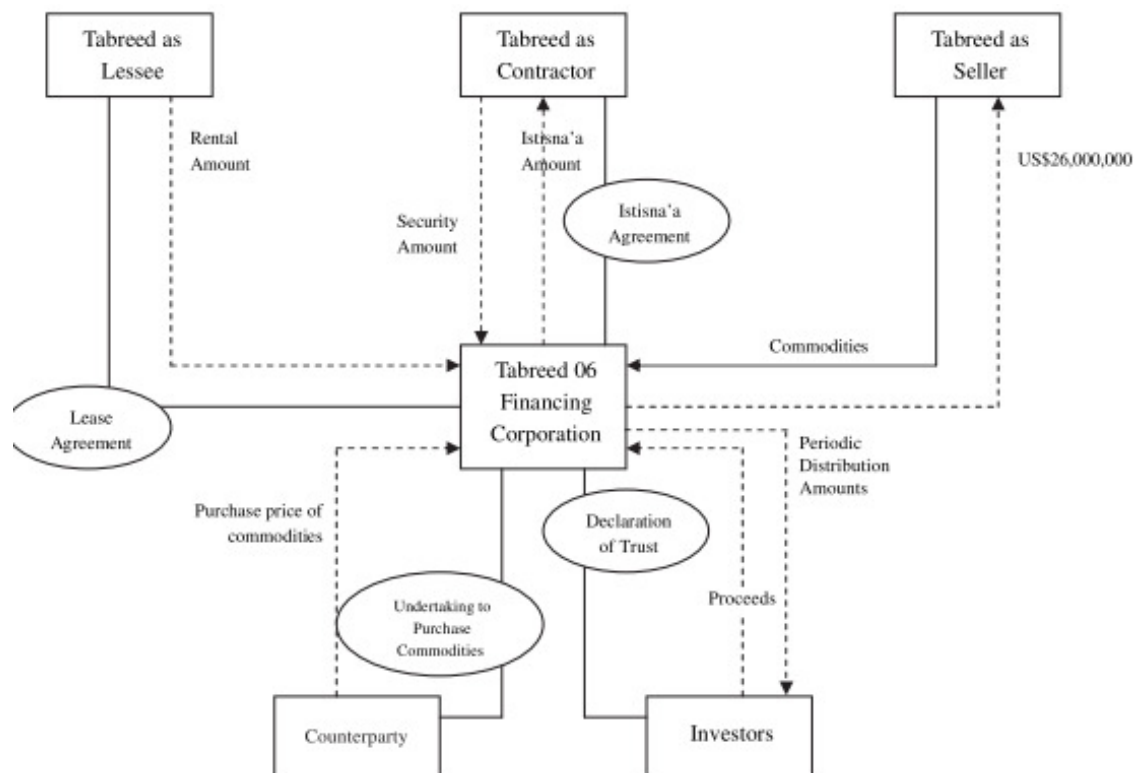 Tabreed as
Lessee
Tabreed as
Contractor
Tabreed as
Seller
Rental
Amount
Istisna’a
Amount
US$26,000,000
Security
Amount
Istisna’a
Agreement
Commodities
Tabreed 06
Financing
Corporation
Lease
Agreement
Periodic
Distribution
Amounts
Purchase price of
commodities
Declaration
of Trust
Undertaking to
Purchase
Commodities
Proceeds
Counterparty
Investors